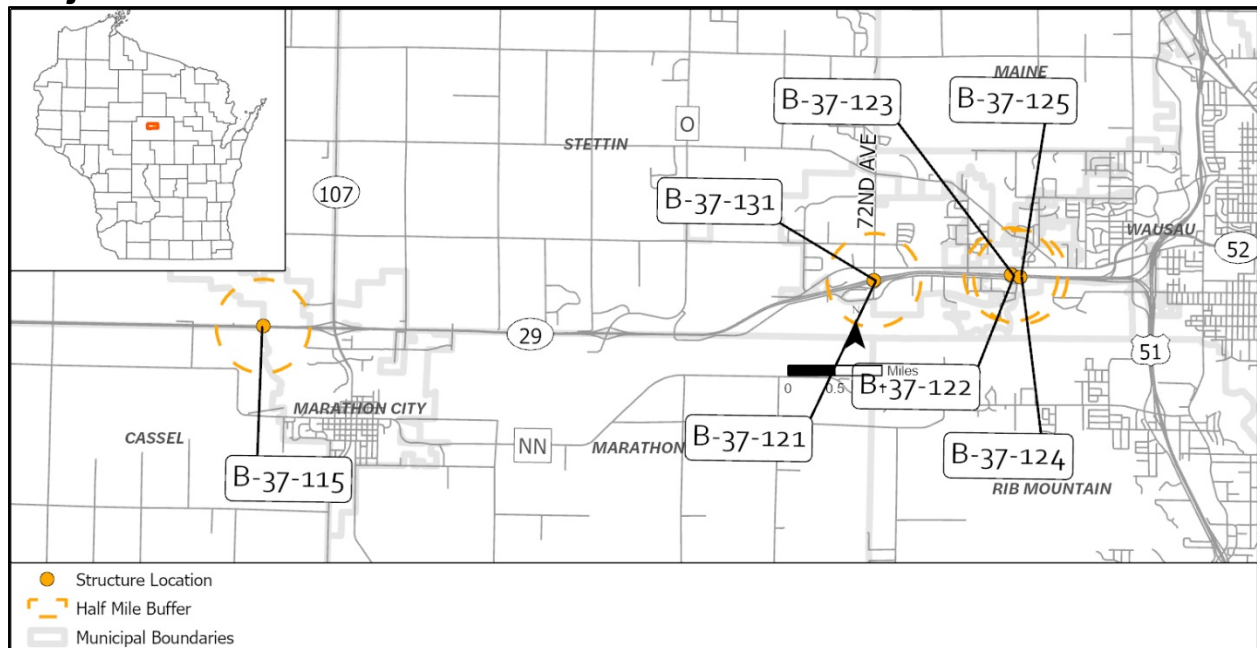 MAINE
B-37-123
B-37-125
O
STETTIN
107
72ND AVE
B-37-131
WAUSAU
52
29
51
Miles
0 0.5
B-37-122
MARATHON CITY
CASSEL
NN
MARATHON
B-37-121
B-37-124
B-37-115
RIB MOUNTAIN
Structure Location
Half Mile Buffer
Municipal Boundaries